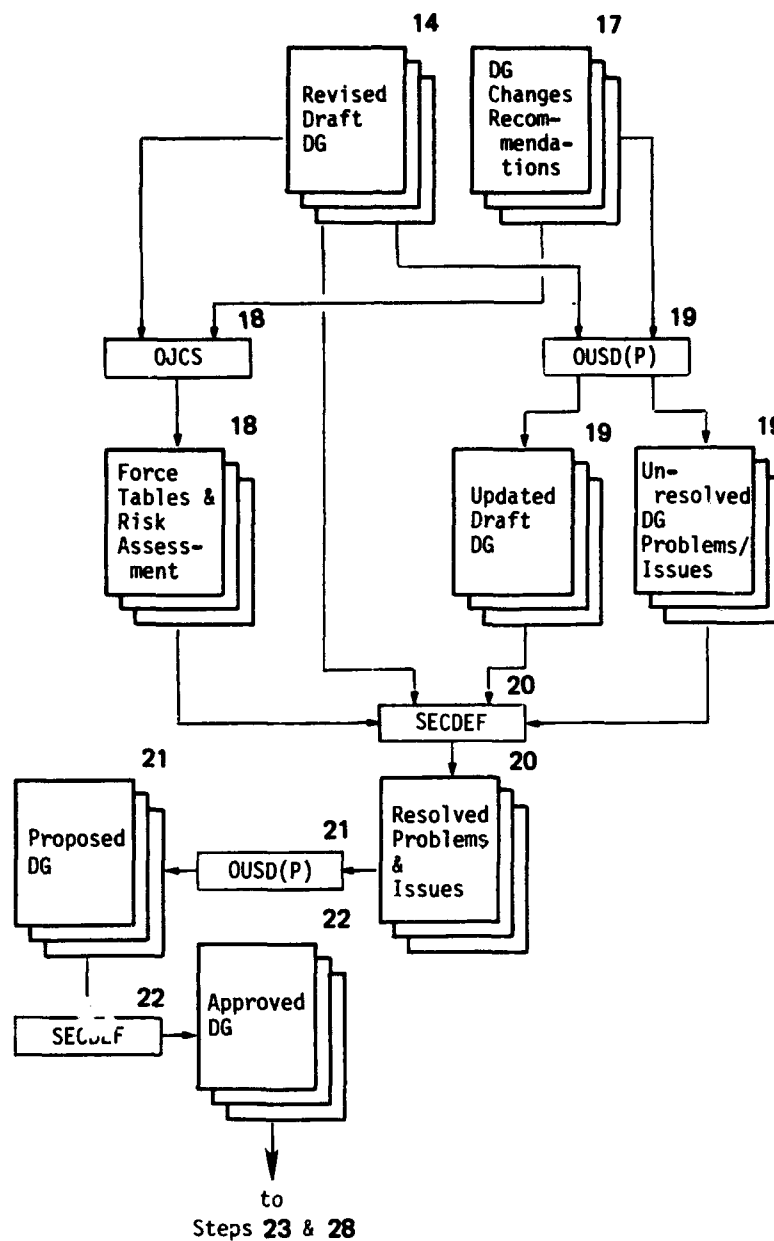 14
17
Revised
Draft
DG
DG
Changes
Recom-
menda-
tions
18
19
OJCS
OUSD(P)
18
19
19
Force
Tables &
Risk
Assess-
ment
Updated
Draft
DG
Un-
resolved
DG
Problems/
Issues
20
SECDEF
20
21
Resolved
Problems
&
Issues
Proposed
DG
21
OUSD(P)
22
22
Approved
DG
SECDEF
to
Steps 23 & 28